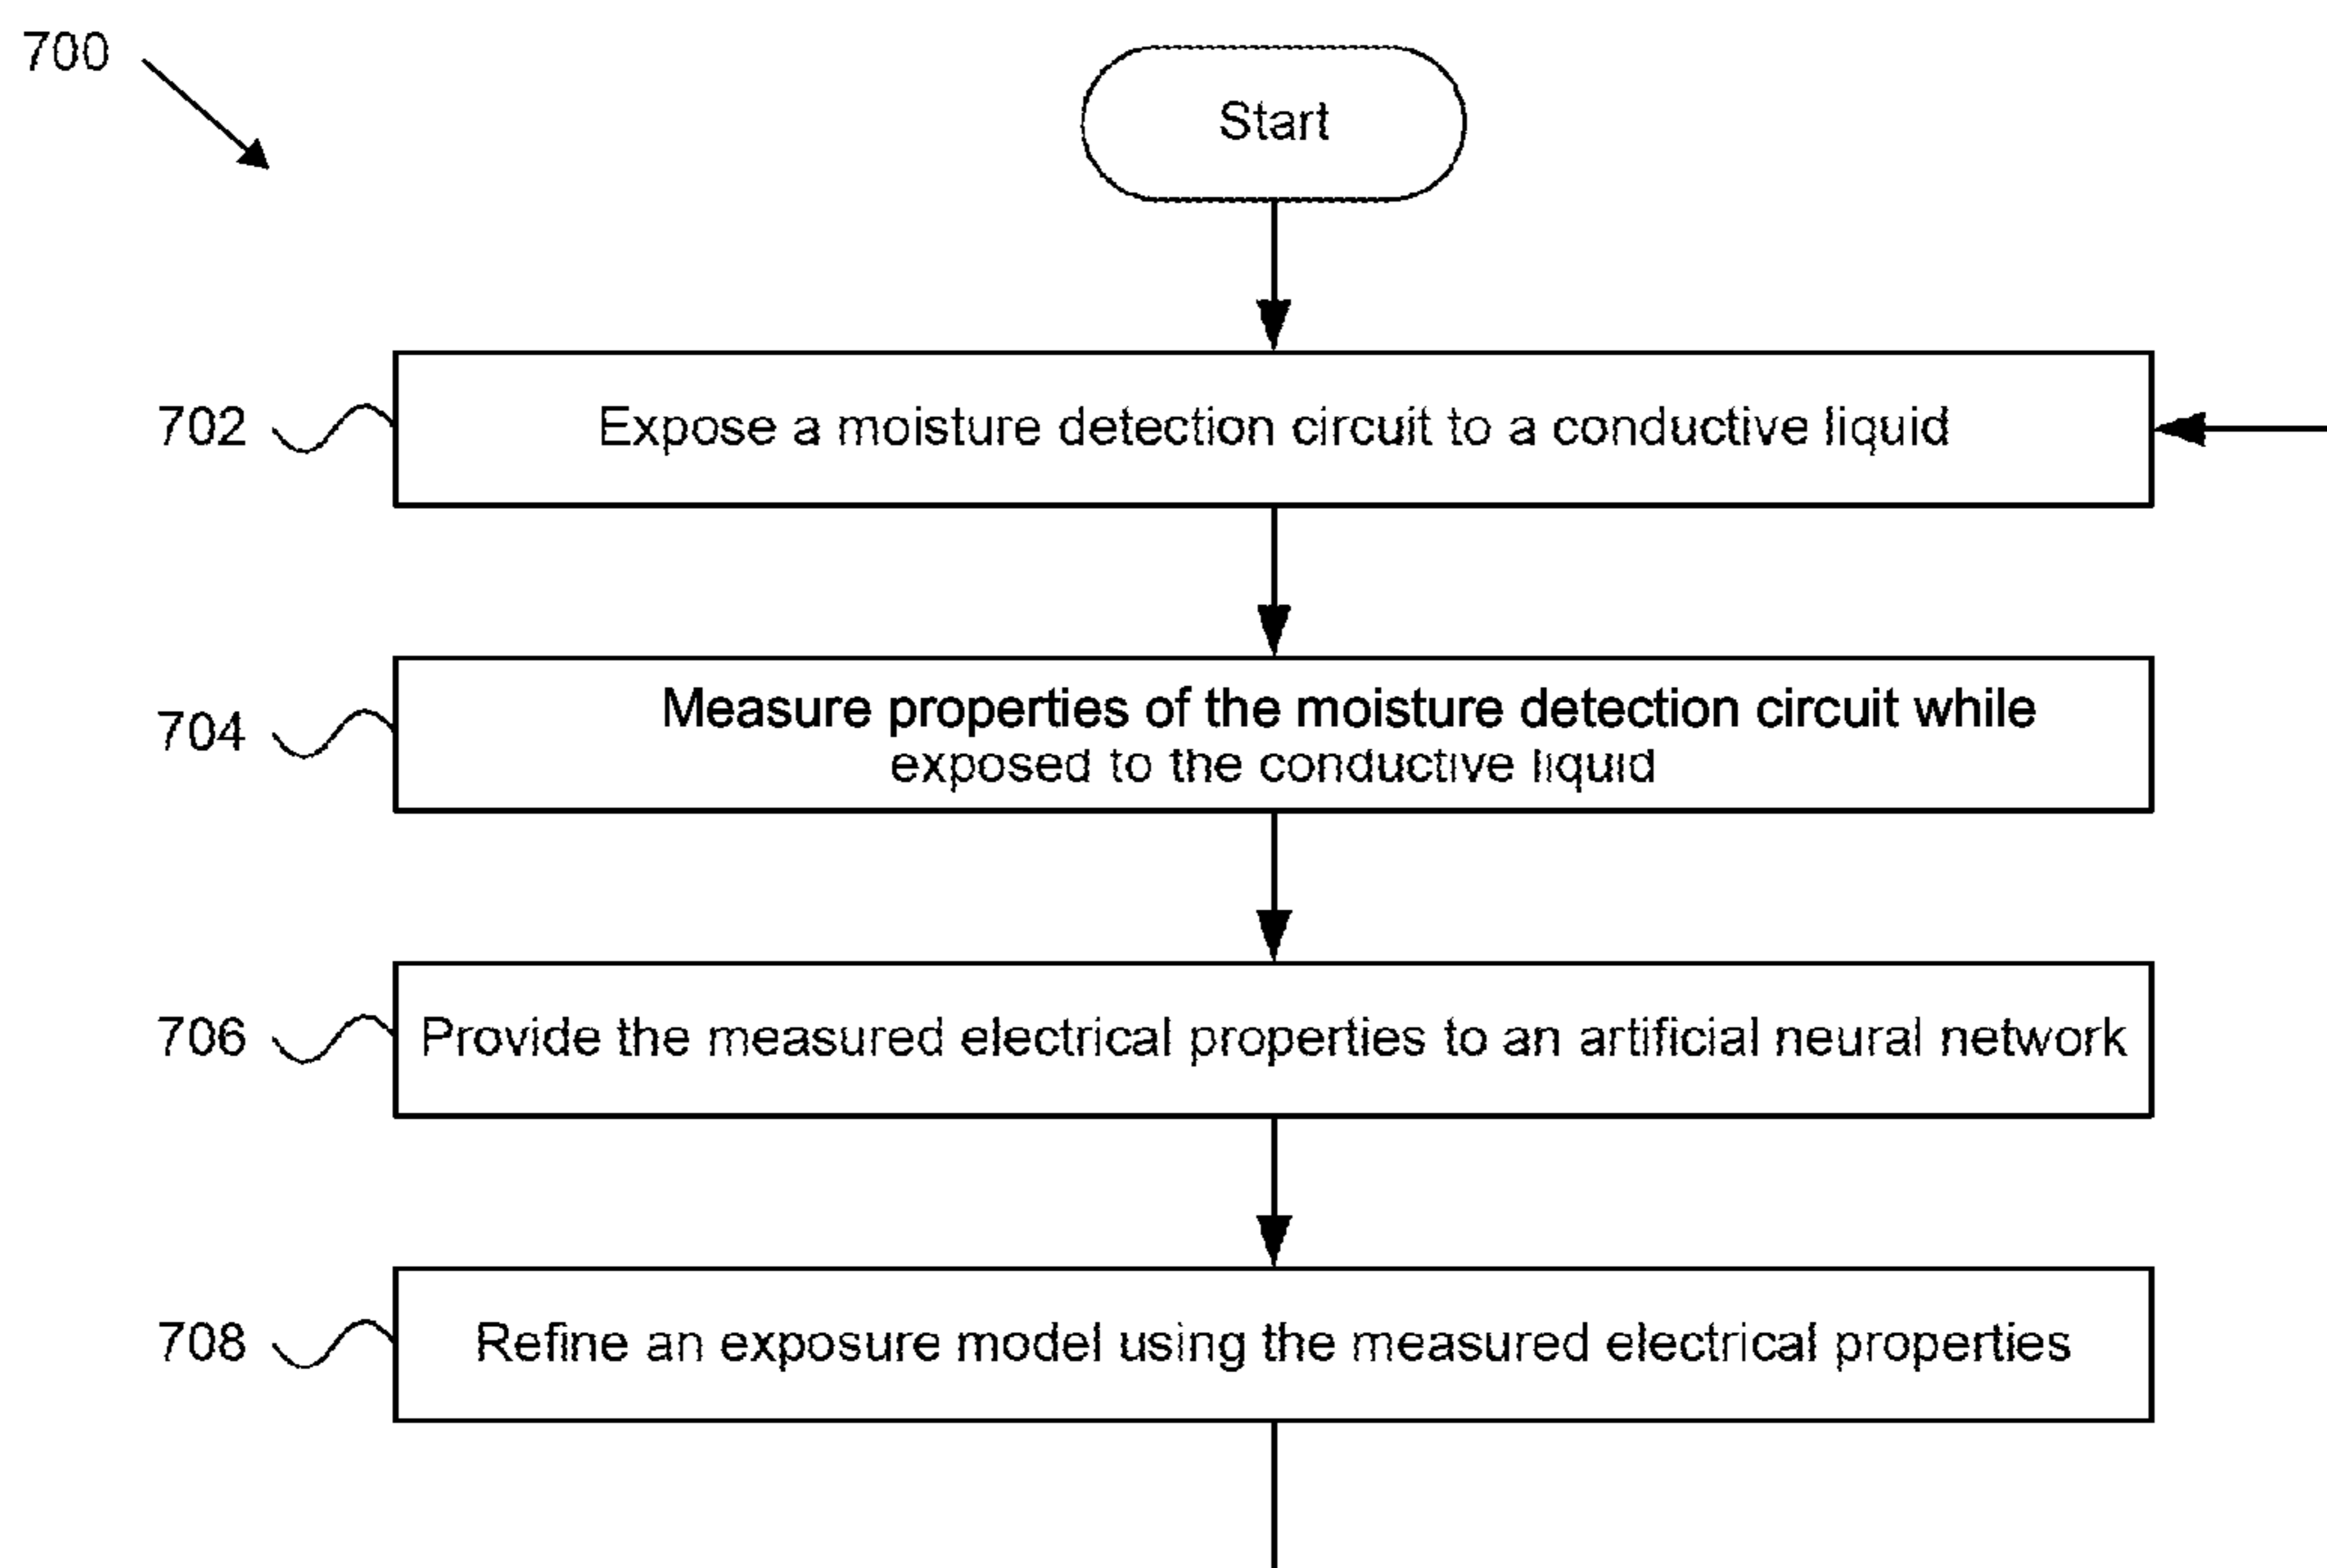 700
Start
702
Expose a moisture detection circuit to a conductive liquid
704
Measure properties of the moisture detection circuit while
exposed to the conductive liquid
706
Provide the measured electrical properties to an artificial neural network
708
Refine an exposure model using the measured electrical properties